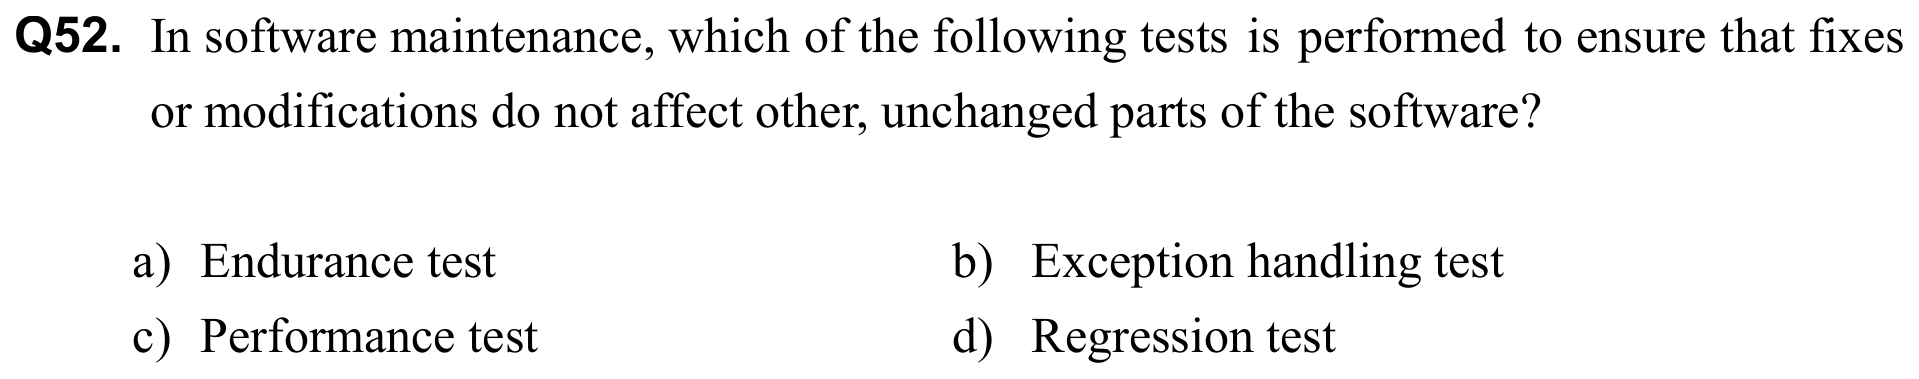 Q52. In software maintenance, which of the following tests is performed to ensure that fixes
or modifications do not affect other, unchanged parts of the software?
a) Endurance test b) Exception handling test
c) Performance test d) Regression test